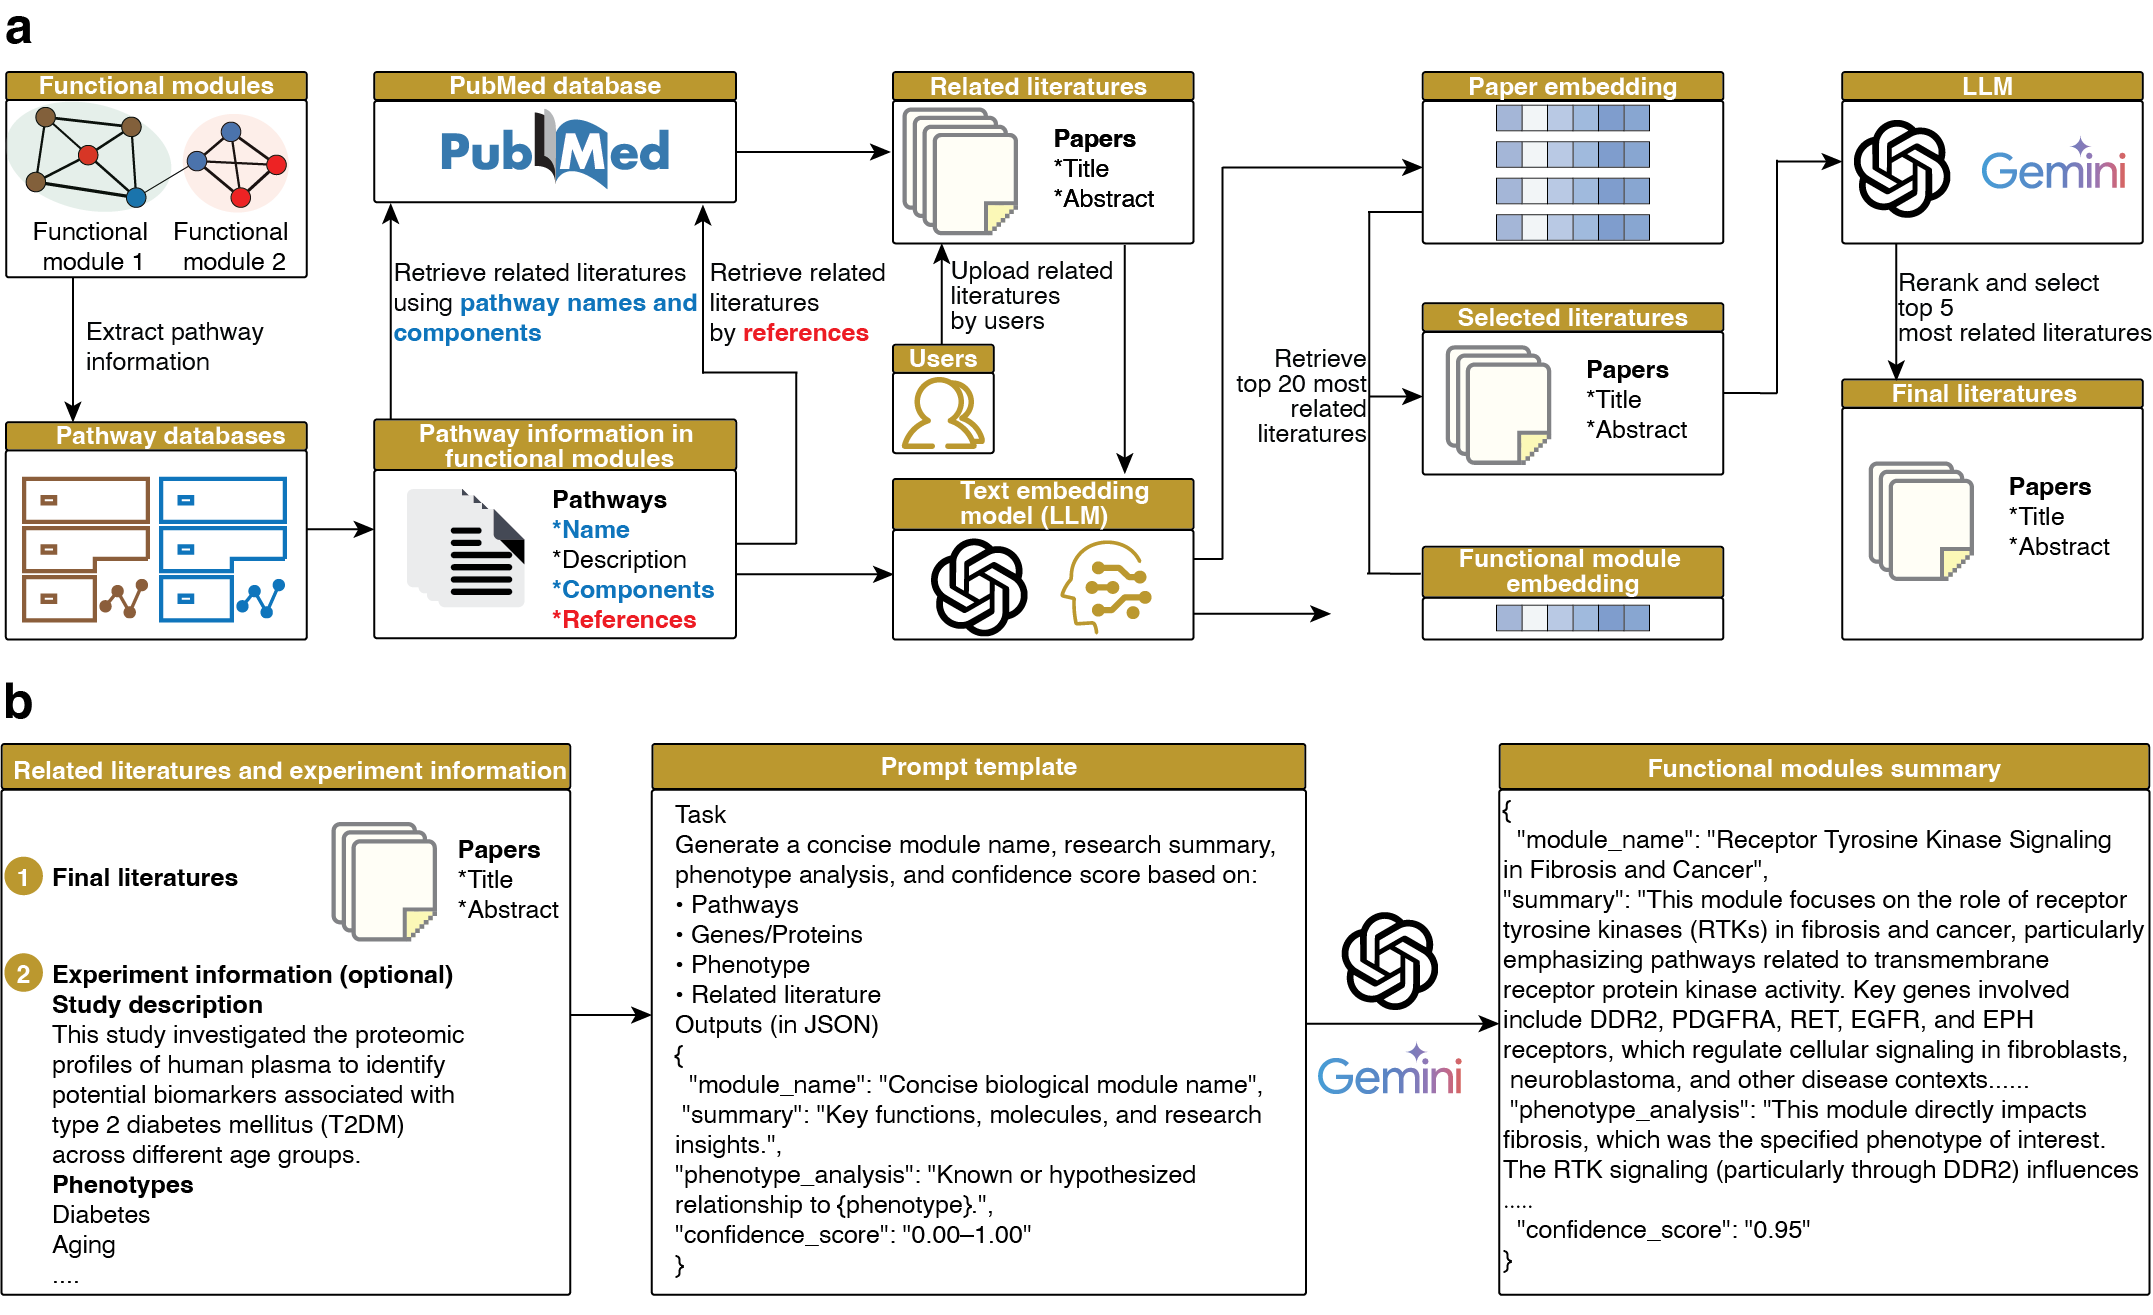 a
Functional modules
Functional
module 1
Functional
module 2
Extract pathway
information
Pathway databases
PubMed database
PubMed
Retrieve related literatures
using pathway names and
components
Retrieve related
literatures
by references
Pathway information in
functional modules
Pathways
*Name
*Description
*Components
*References
Related literatures
Papers
*Title
*Abstract
Upload related
literatures
by users
Users
Text embedding
model (LLM)
Paper embedding
Retrieve
top 20 most
related
literatures
Selected literatures
Papers
*Title
*Abstract
Functional module
embedding
LLM
Gemini
Rerank and select
top 5
most related literatures
Final literatures
Papers
*Title
*Abstract
b
Related literatures and experiment information
1 Final literatures
Papers
*Title
*Abstract
2 Experiment information (optional)
Study description
This study investigated the proteomic
profiles of human plasma to identify
potential biomarkers associated with
type 2 diabetes mellitus (T2DM)
across different age groups.
Phenotypes
Diabetes
Aging
....
Prompt template
Task
Generate a concise module name, research summary,
phenotype analysis, and confidence score based on:
• Pathways
• Genes/Proteins
• Phenotype
• Related literature
Outputs (in JSON)
{
"module_name": "Concise biological module name",
"summary": "Key functions, molecules, and research
insights.",
"phenotype_analysis": "Known or hypothesized
relationship to {phenotype}.",
"confidence_score": "0.00–1.00"
}
Gemini
Functional modules summary
{
"module_name": "Receptor Tyrosine Kinase Signaling
in Fibrosis and Cancer",
"summary": "This module focuses on the role of receptor
tyrosine kinases (RTKs) in fibrosis and cancer, particularly
emphasizing pathways related to transmembrane
receptor protein kinase activity. Key genes involved
include DDR2, PDGFRA, RET, EGFR, and EPH
receptors, which regulate cellular signaling in fibroblasts,
neuroblastoma, and other disease contexts......
"phenotype_analysis": "This module directly impacts
fibrosis, which was the specified phenotype of interest.
The RTK signaling (particularly through DDR2) influences
.....
"confidence_score": "0.95"
}